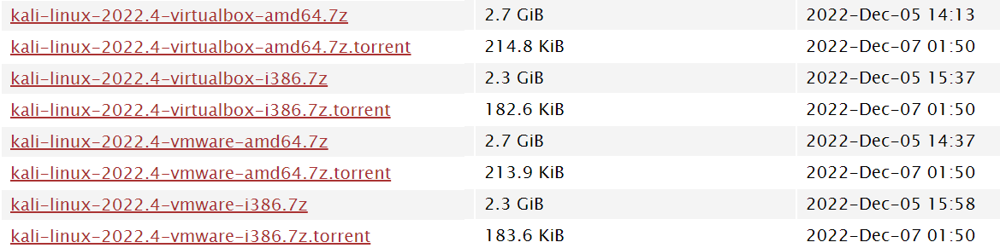 kali-linux-2022.4-virtualbox-amd64.7z 2.7 GiB 2022-Dec-05 14:13
kali-linux-2022.4-virtualbox-amd64.7z.torrent 214.8 KiB 2022-Dec-07 01:50
kali-linux-2022.4-virtualbox-i386.7z 2.3 GiB 2022-Dec-05 15:37
kali-linux-2022.4-virtualbox-i386.7z.torrent 182.6 KiB 2022-Dec-07 01:50
kali-linux-2022.4-vmware-amd64.7z 2.7 GiB 2022-Dec-05 14:37
kali-linux-2022.4-vmware-amd64.7z.torrent 213.9 KiB 2022-Dec-07 01:50
kali-linux-2022.4-vmware-i386.7z 2.3 GiB 2022-Dec-05 15:58
kali-linux-2022.4-vmware-i386.7z.torrent 183.6 KiB 2022-Dec-07 01:50